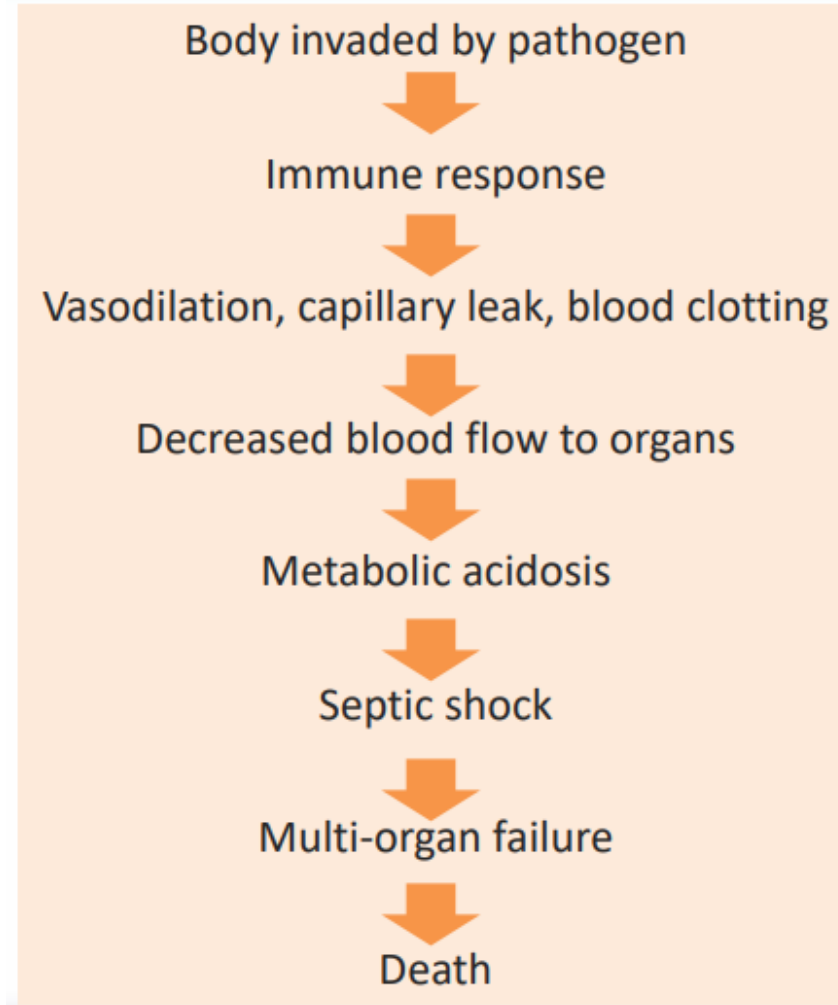 Body invaded by pathogen
Immune response
Vasodilation, capillary leak, blood clotting
Decreased blood flow to organs
Metabolic acidosis
Septic shock
Multi-organ failure
Death